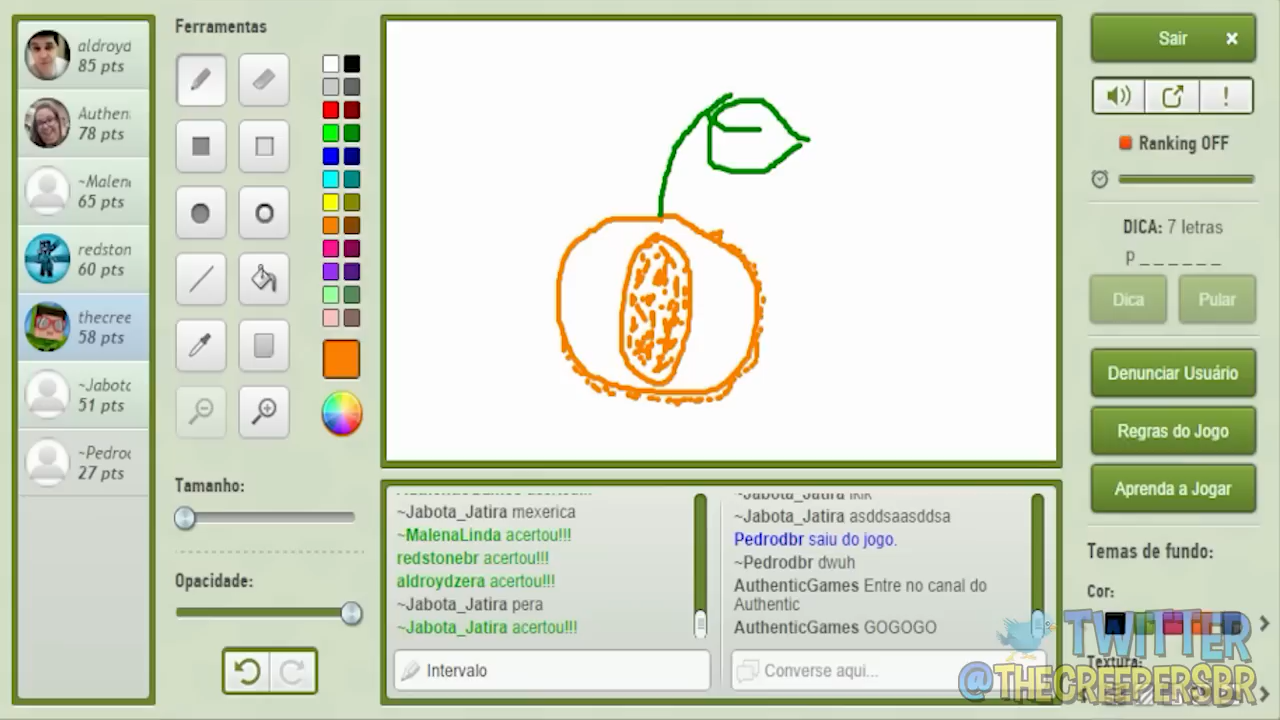 aldroyd
85 pts
Authen
78 pts
~Malen
65 pts
redston
60 pts
thecree
58 pts
~Jabota
51 pts
~Pedro
27 pts
Ferramentas
Tamanho:
Opacidade:
acertou!!!
~Jabota_Jatira mexerica
~MalenaLinda acertou!!!
redstonebr acertou!!!
aldroydzera acertou!!!
~Jabota_Jatira pera
~Jabota_Jatira acertou!!!
Intervalo
~Jabota_Jatira
~Jabota_Jatira asddsaasddsa
Pedrodbr saiu do jogo.
~Pedrodbr dwuh
AuthenticGames Entre no canal do
Authentic
AuthenticGames GOGOGO
Converse aqui...
Sair ×
!
Ranking OFF
DICA: 7 letras
p _ _ _ _ _ _
Dica Pular
Denunciar Usuário
Regras do Jogo
Aprenda a Jogar
Temas de fundo:
Cor:
Textura:
TWITTER
@THECREEPERSBR